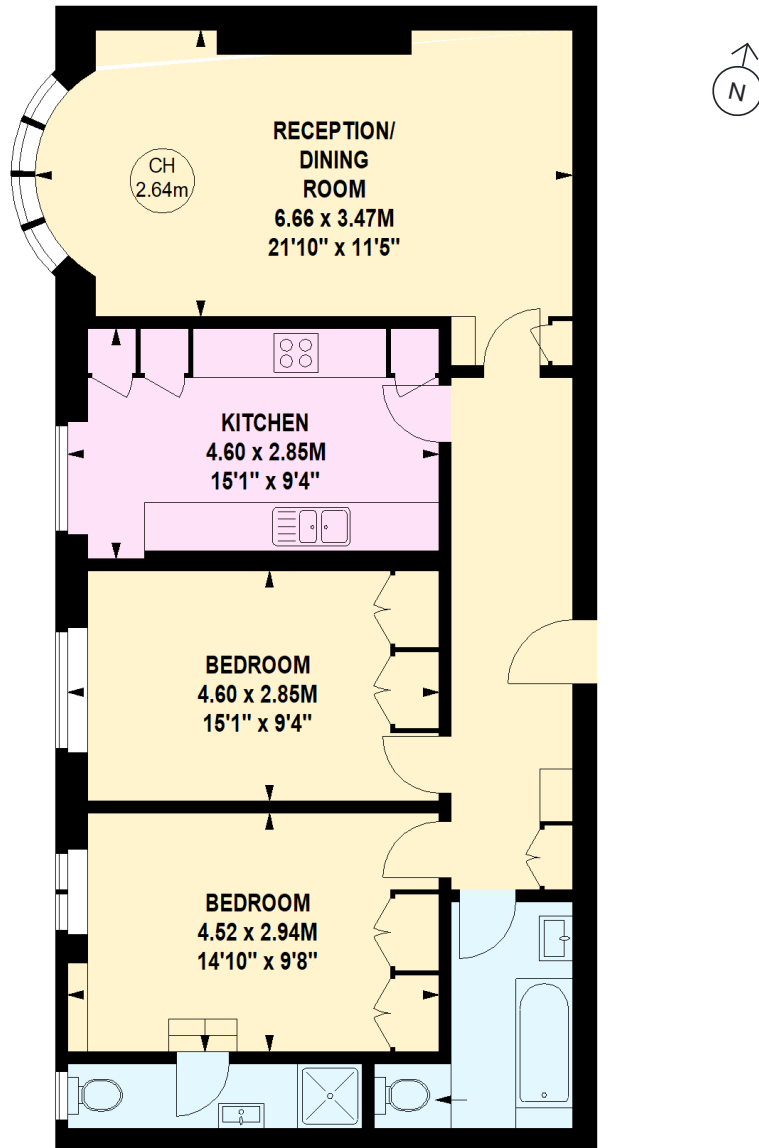 N
RECEPTION/
DINING
ROOM
6.66 x 3.47M
21'10" x 11'5"
CH
2.64m
KITCHEN
4.60 x 2.85M
15'1" x 9'4"
BEDROOM
4.60 x 2.85M
15'1" x 9'4"
BEDROOM
4.52 x 2.94M
14'10" x 9'8"